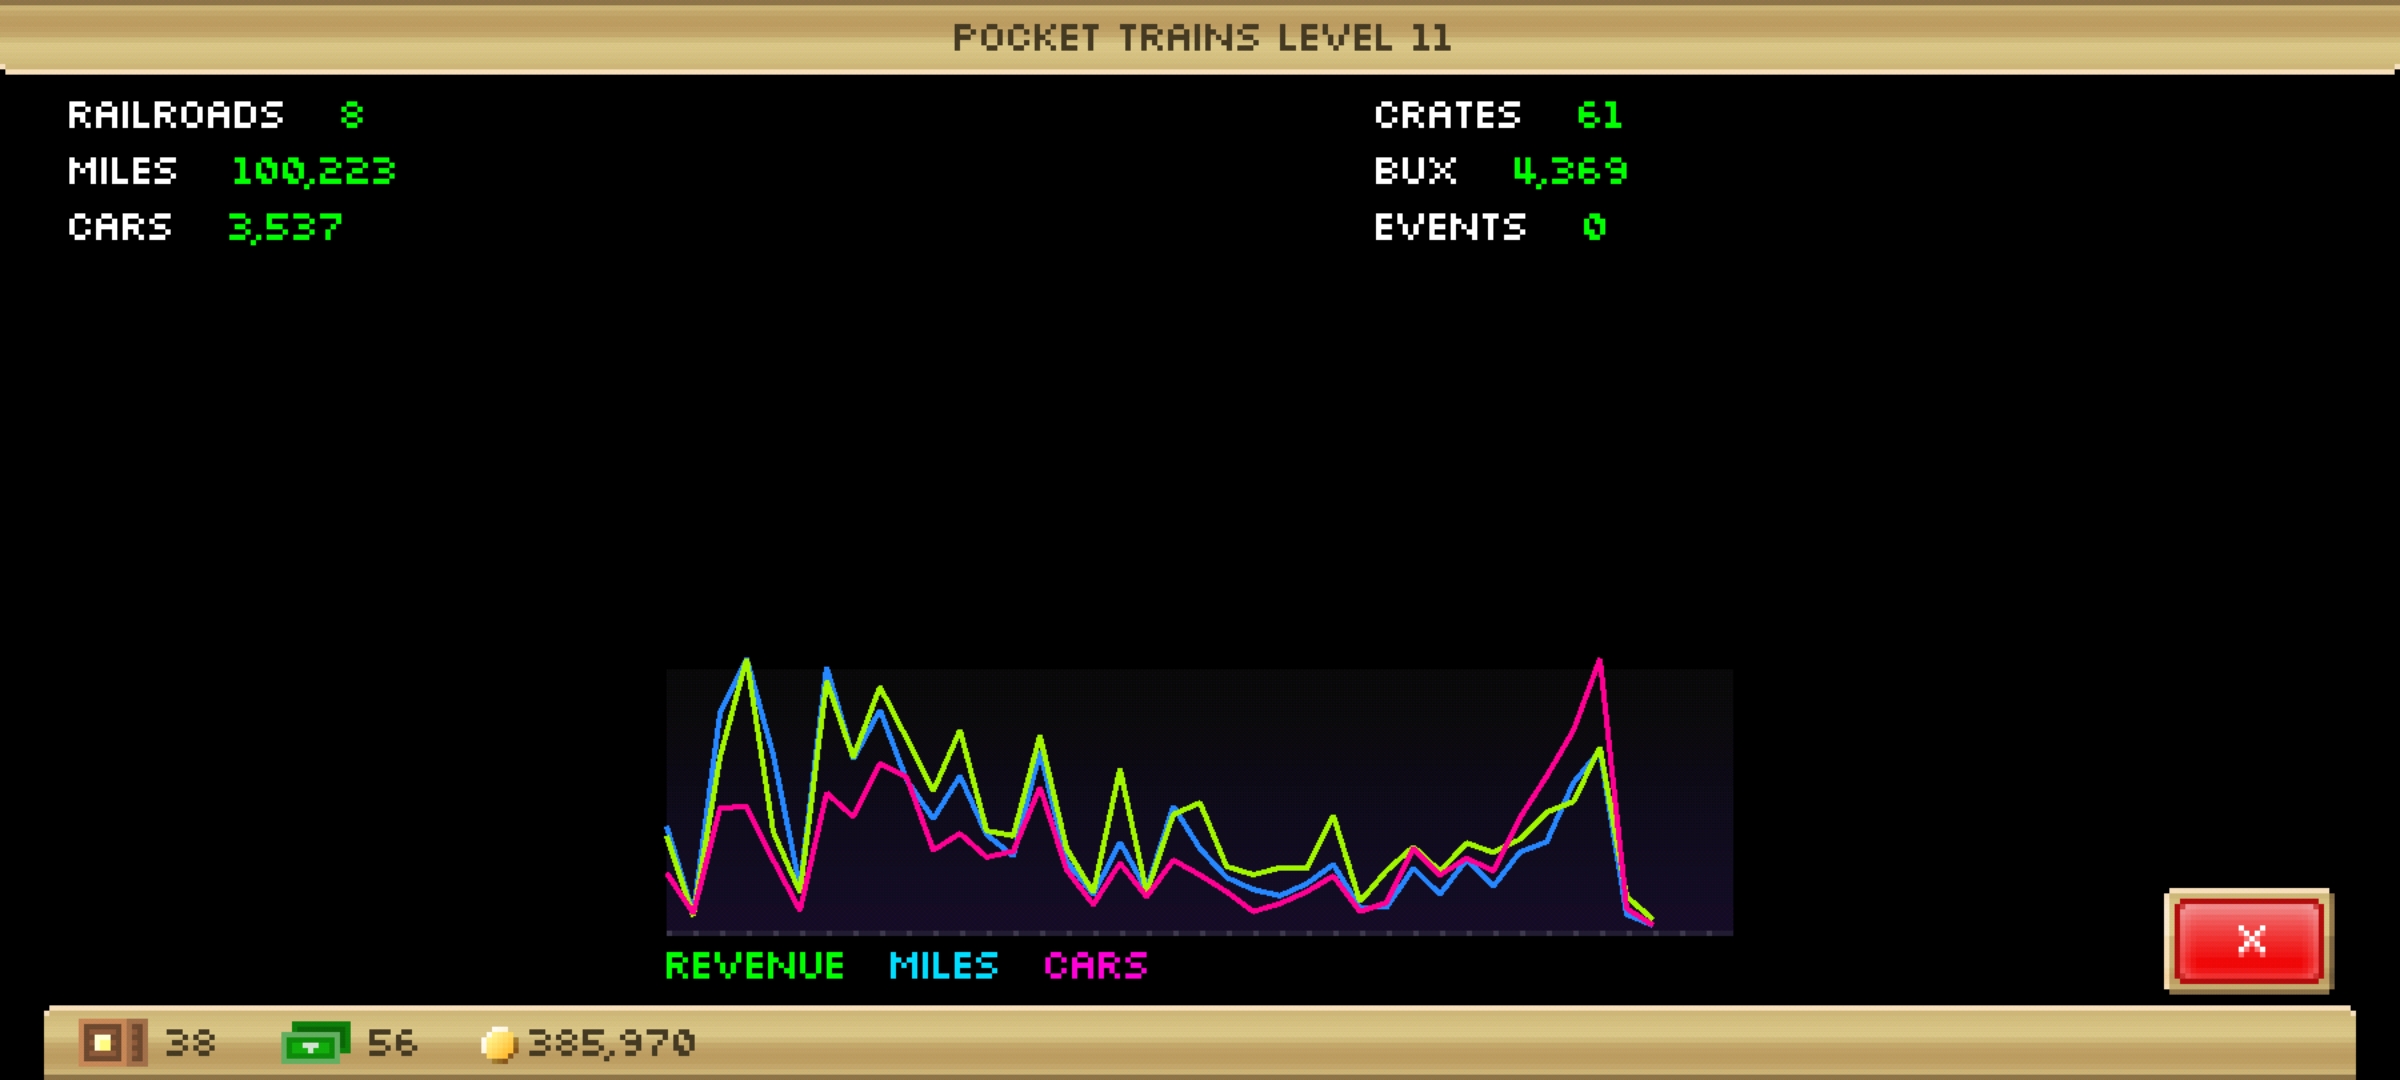 POCKET TRAINS LEVEL 11
RAILROADS 8
MILES 100,223
CARS 3,537
CRATES 61
BUX 4,369
EVENTS 0
REVENUE MILES CARS
X
38 56 385,970